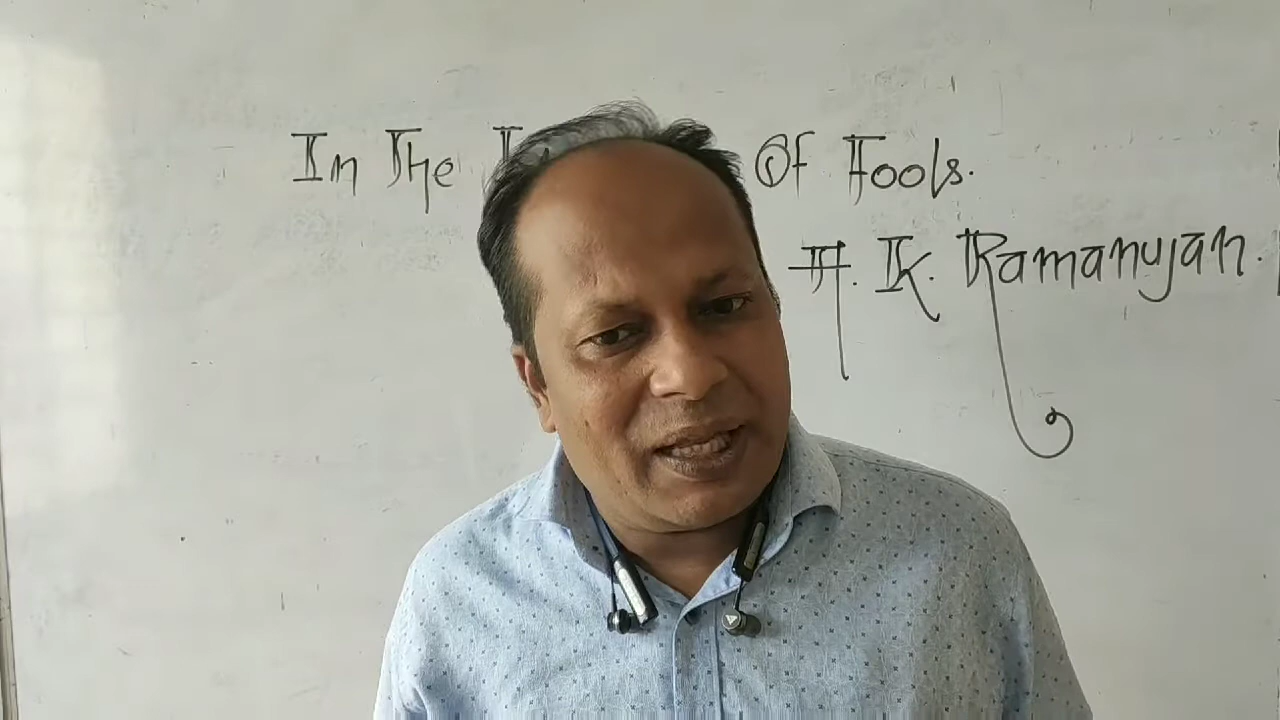 In The Of Fools.
A. K. Ramanujan.